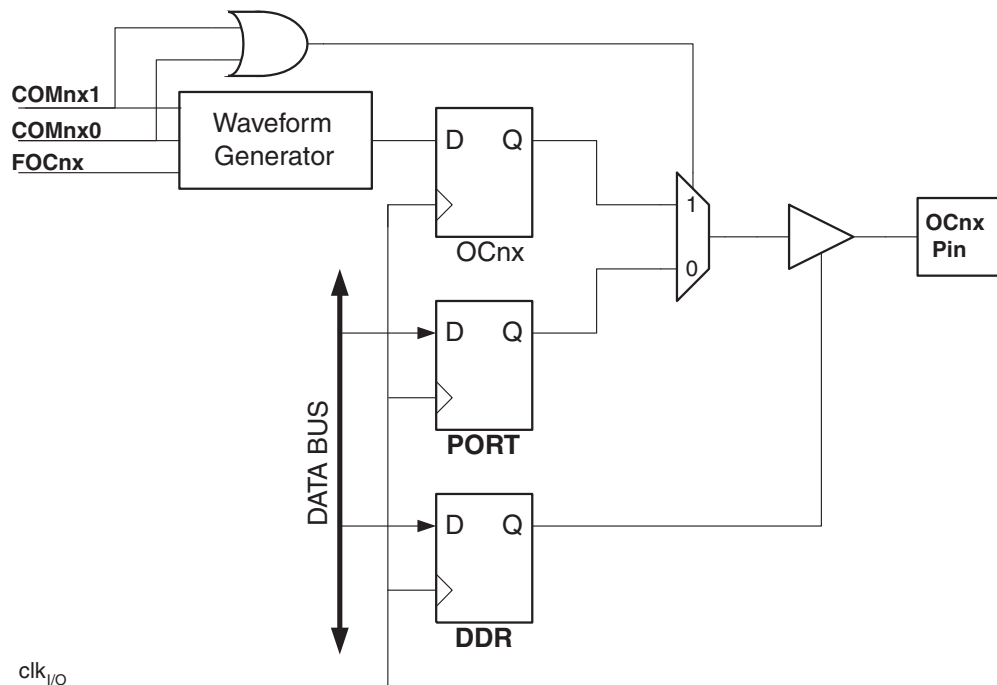 COMnx1
COMnx0
FOCnx
Waveform
Generator
D Q
OCnx
1
0
OCnx
Pin
D Q
PORT
DATA BUS
D Q
DDR
clkI/O